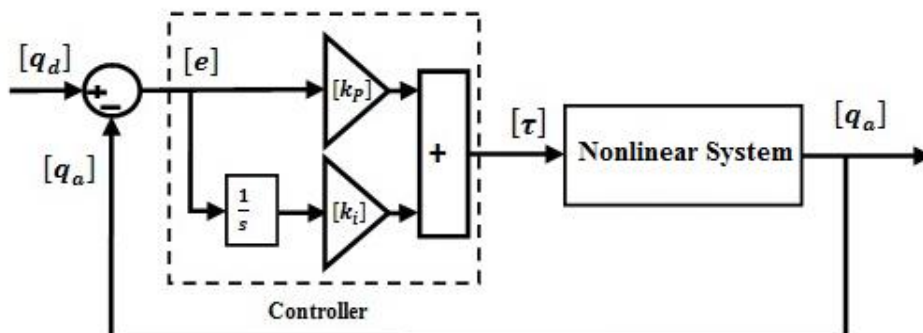 [q_d]
+
−
[q_a]
[e]
[k_P]
1/s
[k_i]
+
Controller
[τ]
Nonlinear System
[q_a]